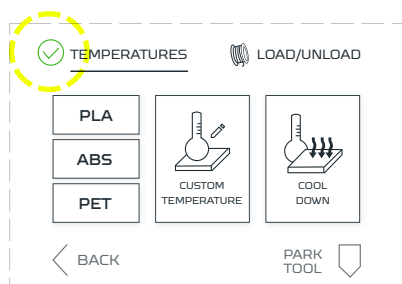 TEMPERATURES
LOAD/UNLOAD
PLA
ABS
PET
CUSTOM
TEMPERATURE
COOL
DOWN
BACK
PARK
TOOL